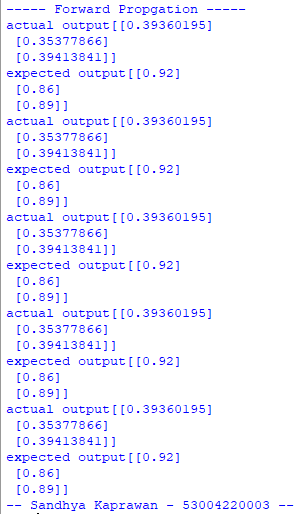 ----- Forward Propgation -----
actual output[[0.39360195]
 [0.35377866]
 [0.39413841]]
expected output[[0.92]
 [0.86]
 [0.89]]
actual output[[0.39360195]
 [0.35377866]
 [0.39413841]]
expected output[[0.92]
 [0.86]
 [0.89]]
actual output[[0.39360195]
 [0.35377866]
 [0.39413841]]
expected output[[0.92]
 [0.86]
 [0.89]]
actual output[[0.39360195]
 [0.35377866]
 [0.39413841]]
expected output[[0.92]
 [0.86]
 [0.89]]
actual output[[0.39360195]
 [0.35377866]
 [0.39413841]]
expected output[[0.92]
 [0.86]
 [0.89]]
-- Sandhya Kaprawan - 53004220003 --